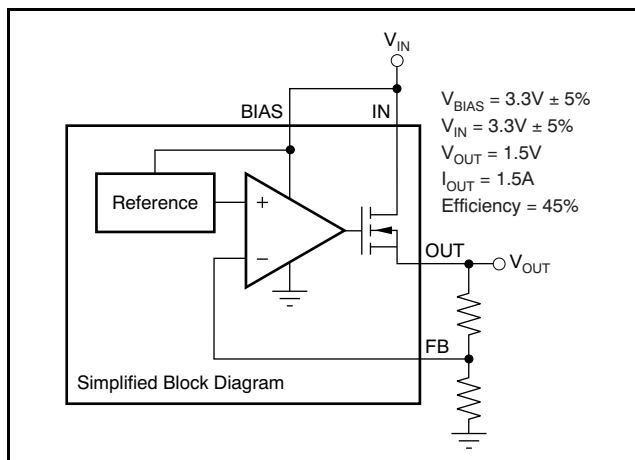 V_IN
BIAS
IN
V_BIAS = 3.3V ± 5%
V_IN = 3.3V ± 5%
V_OUT = 1.5V
I_OUT = 1.5A
Efficiency = 45%
Reference
+
−
OUT
V_OUT
FB
Simplified Block Diagram